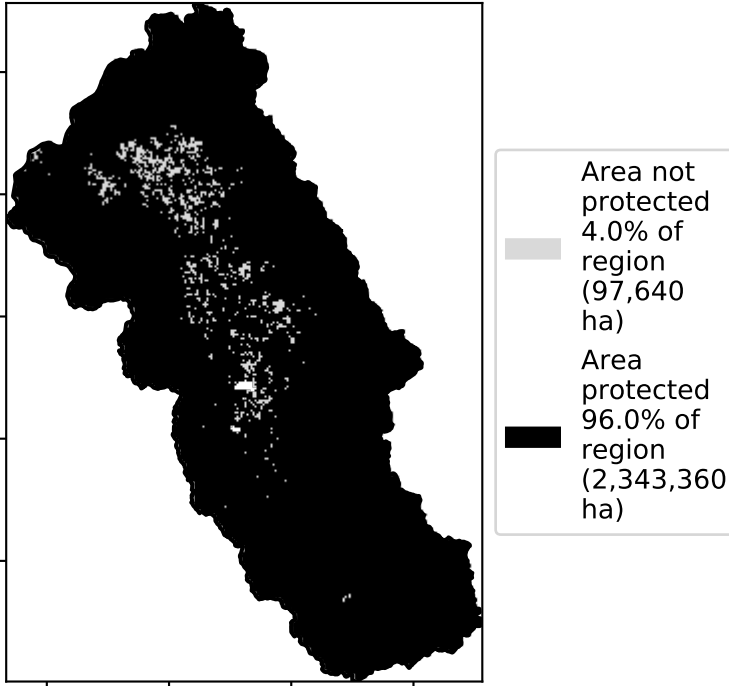 Area not
protected
4.0% of
region
(97,640
ha)
Area
protected
96.0% of
region
(2,343,360
ha)